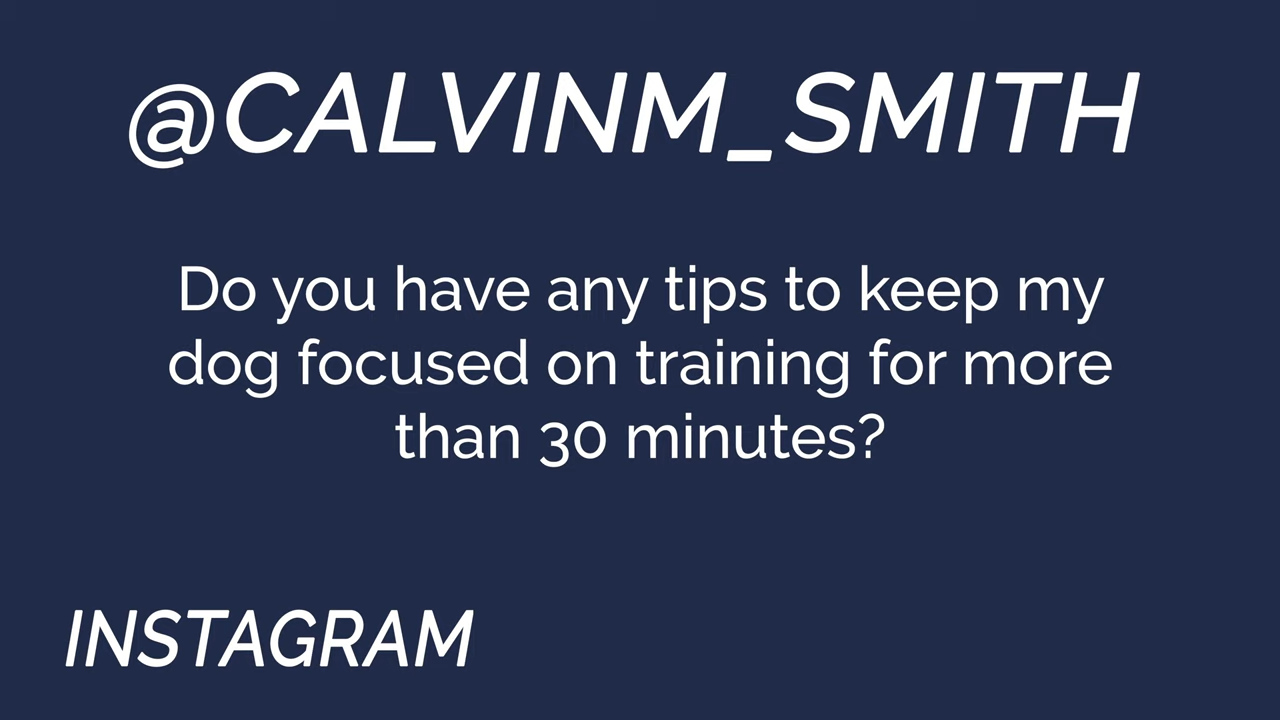 @CALVINM_SMITH
Do you have any tips to keep my
dog focused on training for more
than 30 minutes?
INSTAGRAM